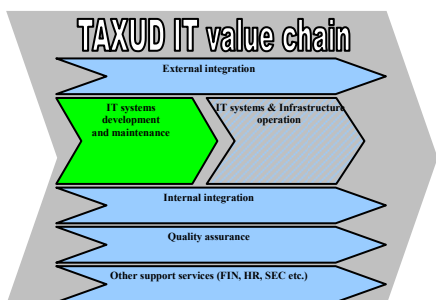 TAXUD IT value chain
External integration
IT systems
development
and maintenance
IT systems & Infrastructure
operation
Internal integration
Quality assurance
Other support services (FIN, HR, SEC etc.)